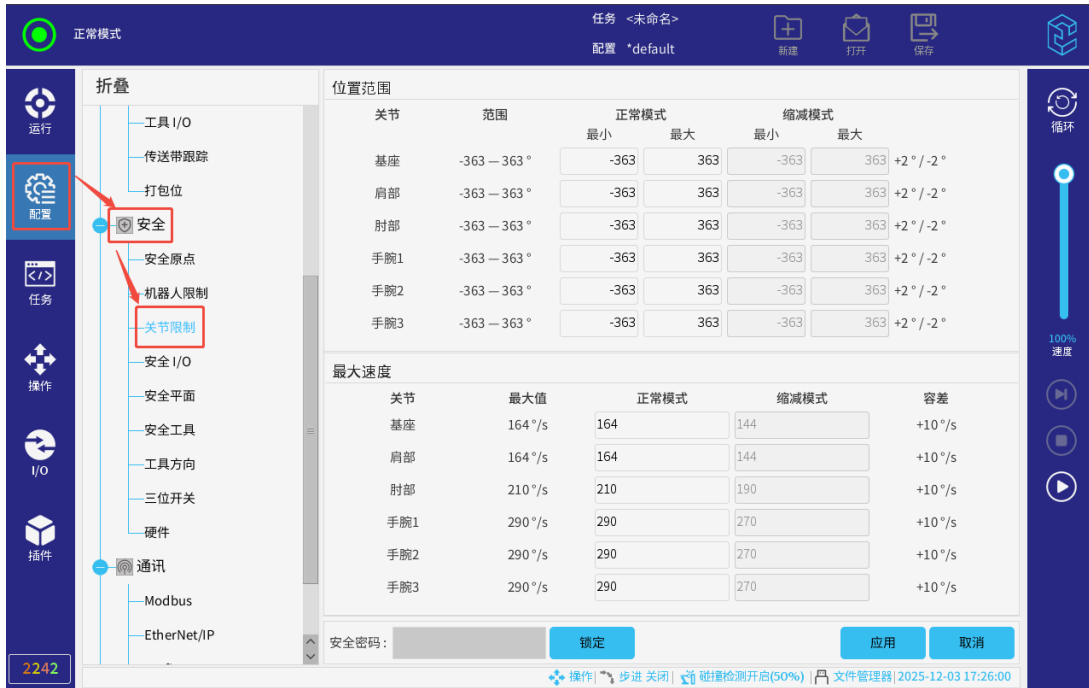 正常模式
任务 <未命名>
配置 *default
新建 打开 保存
运行
配置
任务
操作
I/O
插件
2242
折叠
工具 I/O
传送带跟踪
打包位
安全
安全原点
机器人限制
关节限制
安全 I/O
安全平面
安全工具
工具方向
三位开关
硬件
通讯
Modbus
EtherNet/IP
位置范围
关节 范围 正常模式 缩减模式
最小 最大 最小 最大
基座 -363 — 363 ° -363 363 -363 363 +2 ° / -2 °
肩部 -363 — 363 ° -363 363 -363 363 +2 ° / -2 °
肘部 -363 — 363 ° -363 363 -363 363 +2 ° / -2 °
手腕1 -363 — 363 ° -363 363 -363 363 +2 ° / -2 °
手腕2 -363 — 363 ° -363 363 -363 363 +2 ° / -2 °
手腕3 -363 — 363 ° -363 363 -363 363 +2 ° / -2 °
最大速度
关节 最大值 正常模式 缩减模式 容差
基座 164 °/s 164 144 +10 °/s
肩部 164 °/s 164 144 +10 °/s
肘部 210 °/s 210 190 +10 °/s
手腕1 290 °/s 290 270 +10 °/s
手腕2 290 °/s 290 270 +10 °/s
手腕3 290 °/s 290 270 +10 °/s
安全密码: 锁定 应用 取消
操作| 步进 关闭| 碰撞检测开启(50%) | 文件管理器| 2025-12-03 17:26:00
循环
100%
速度